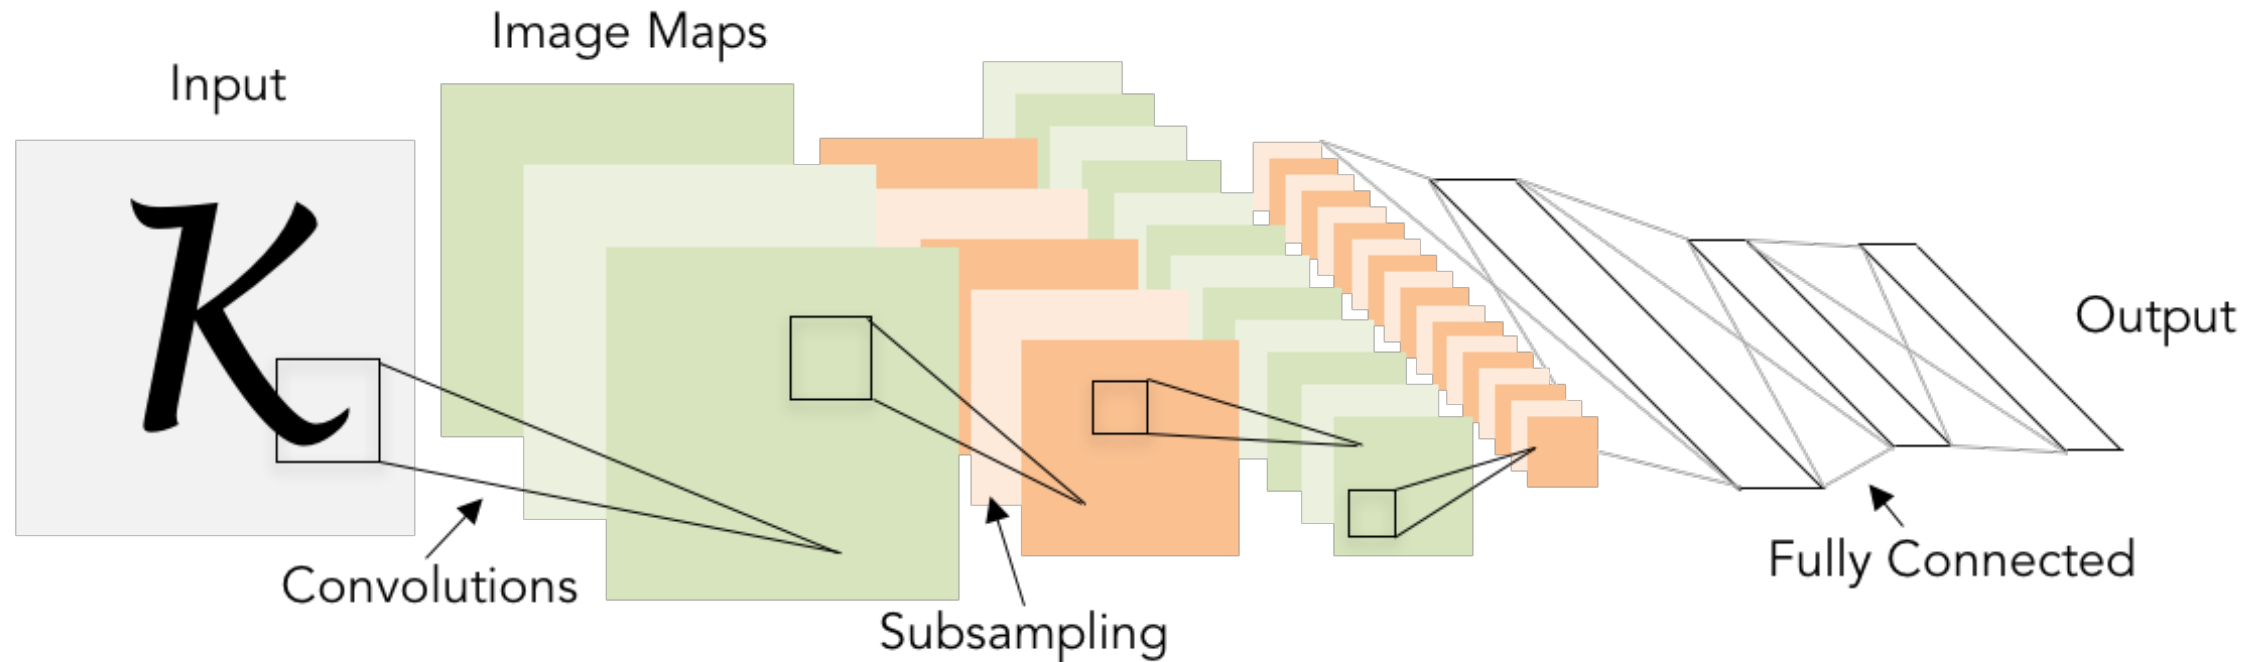 Image Maps
Input
K
Output
Convolutions
Fully Connected
Subsampling